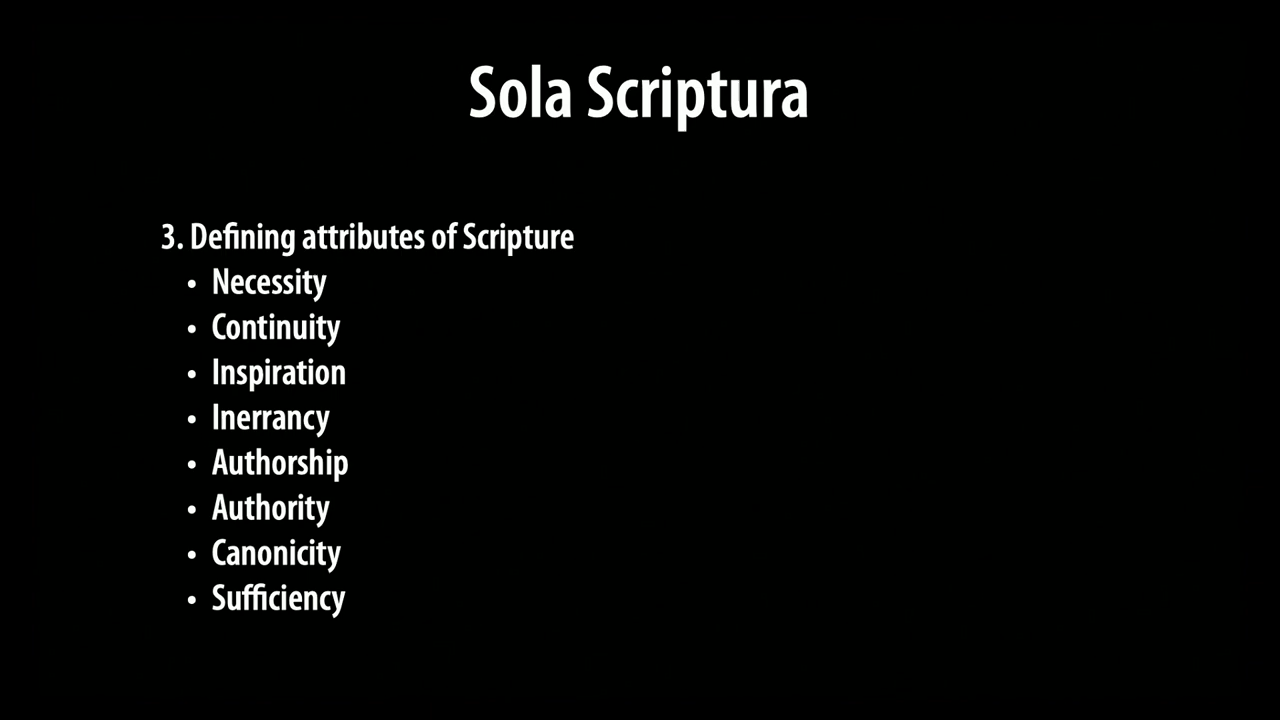 Sola Scriptura
3. Defining attributes of Scripture
• Necessity
• Continuity
• Inspiration
• Inerrancy
• Authorship
• Authority
• Canonicity
• Sufficiency